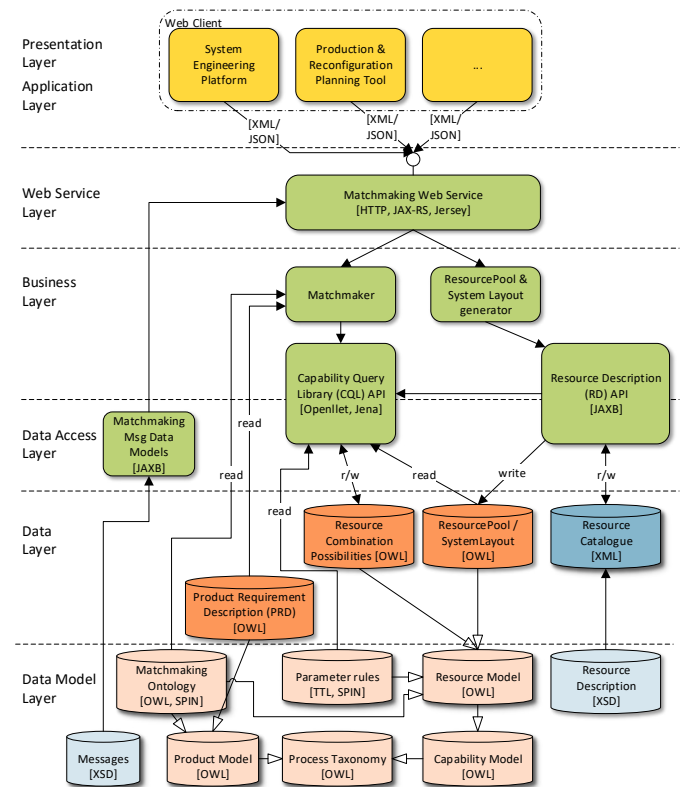 Web Client
Presentation
Layer
Application
Layer
System
Engineering
Platform
Production &
Reconfiguration
Planning Tool
...
[XML/
JSON]
[XML/
JSON]
[XML/
JSON]
Web Service
Layer
Matchmaking Web Service
[HTTP, JAX-RS, Jersey]
Business
Layer
Matchmaker
ResourcePool &
System Layout
generator
Capability Query
Library (CQL) API
[Openllet, Jena]
Resource Description
(RD) API
[JAXB]
Data Access
Layer
Matchmaking
Msg Data
Models
[JAXB]
read
read
read
r/w
read
write
r/w
Data
Layer
Resource
Combination
Possibilities [OWL]
ResourcePool /
SystemLayout
[OWL]
Resource
Catalogue
[XML]
Product Requirement
Description (PRD)
[OWL]
Data Model
Layer
Matchmaking
Ontology
[OWL, SPIN]
Parameter rules
[TTL, SPIN]
Resource Model
[OWL]
Resource
Description
[XSD]
Messages
[XSD]
Product Model
[OWL]
Process Taxonomy
[OWL]
Capability Model
[OWL]